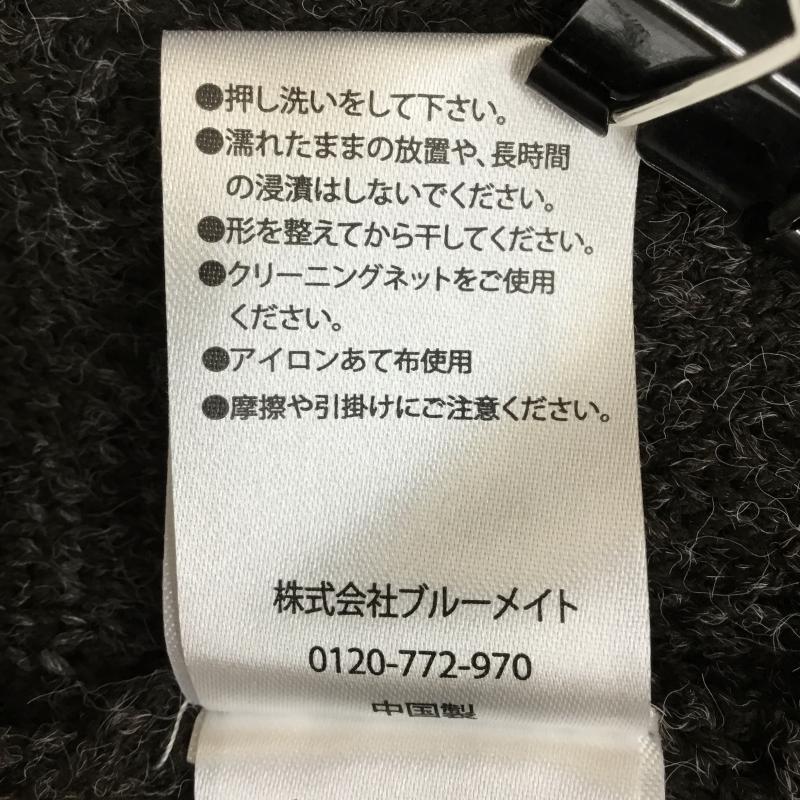 ●押し洗いをして下さい。
●濡れたままの放置や、長時間
の浸漬はしないでください。
●形を整えてから干してください。
●クリーニングネットをご使用
ください。
●アイロンあて布使用
●摩擦や引掛けにご注意ください。
株式会社ブルーメイト
0120-772-970
中国製